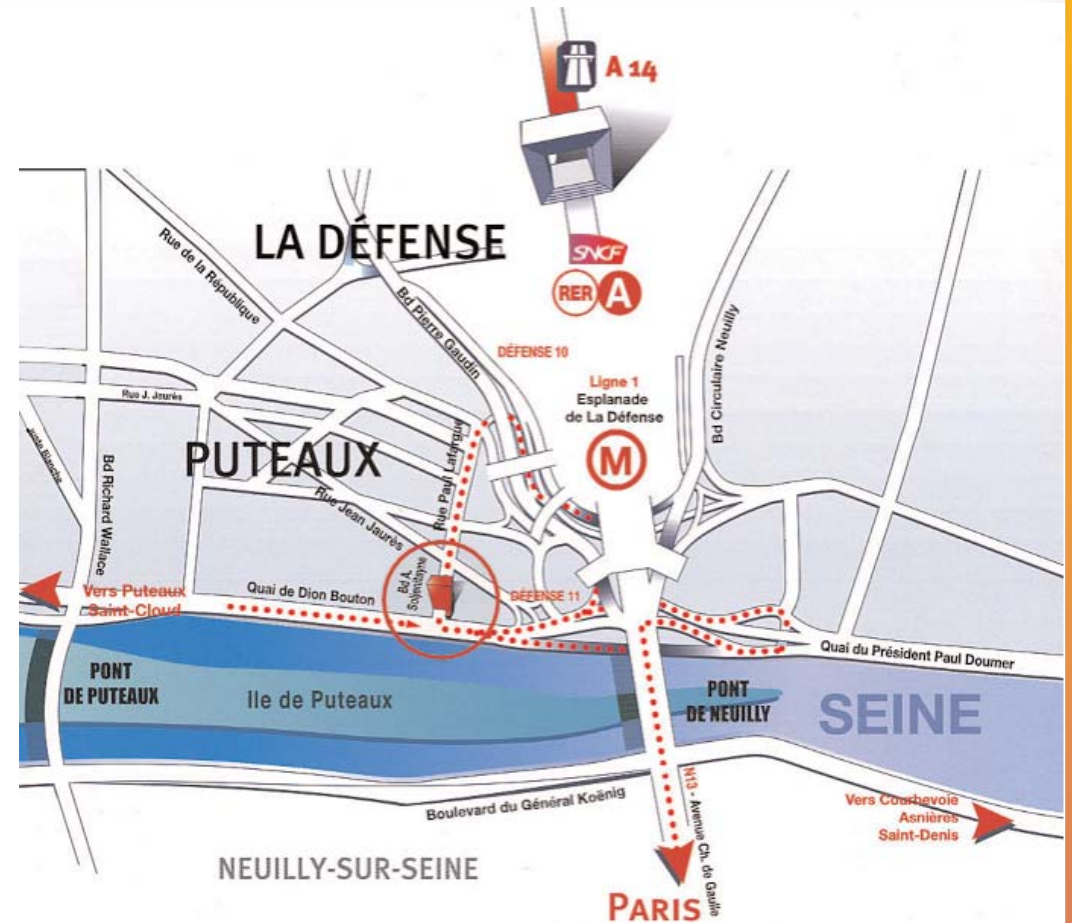 A 14
LA DÉFENSE
SNCF
RER A
Rue de la République
Bd Pierre Gaudin
DÉFENSE 10
Bd Circulaire Neuilly
Ligne 1
Esplanade
de La Défense
M
Rue J. Jaurès
PUTEAUX
Rue Paul Lafargue
Bd Richard Wallace
Rue Jean Jaurès
Vers Puteaux
Saint-Cloud
Quai de Dion Bouton
Bd A.
DÉFENSE 11
Quai du Président Paul Doumer
PONT
DE PUTEAUX
Ile de Puteaux
PONT
DE NEUILLY
SEINE
Boulevard du Général Koënig
N13 - Avenue Ch. de Gaulle
Vers Courbevoie
Asnières
Saint-Denis
NEUILLY-SUR-SEINE
PARIS